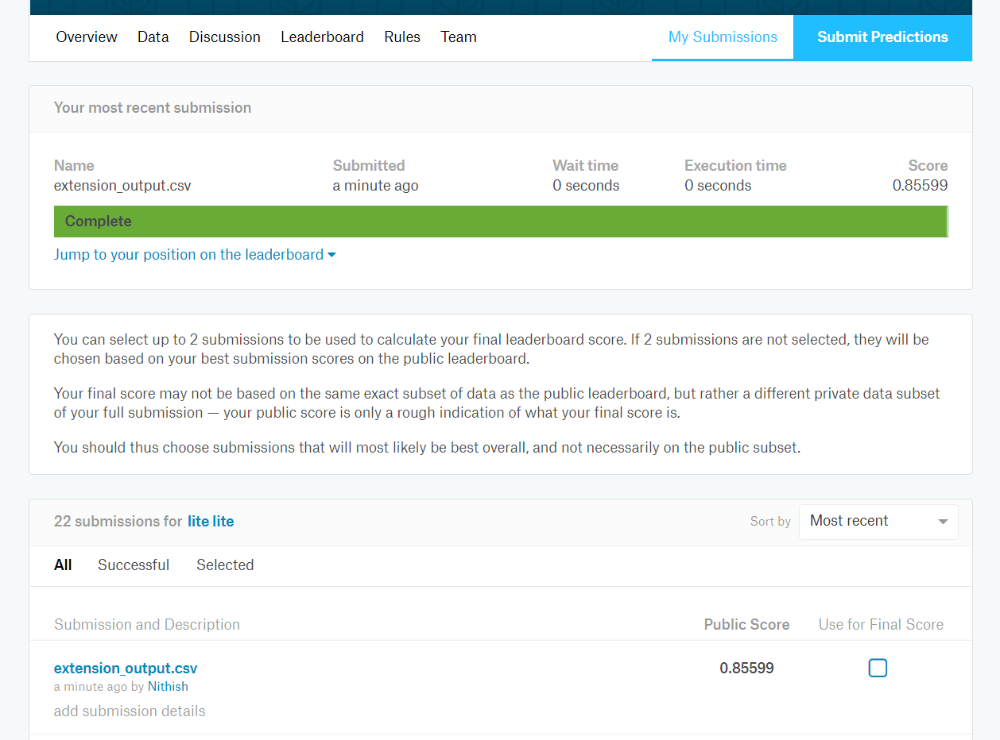 Overview Data Discussion Leaderboard Rules Team My Submissions Submit Predictions
Your most recent submission
Name Submitted Wait time Execution time Score
extension_output.csv a minute ago 0 seconds 0 seconds 0.85599
Complete
Jump to your position on the leaderboard
You can select up to 2 submissions to be used to calculate your final leaderboard score. If 2 submissions are not selected, they will be
chosen based on your best submission scores on the public leaderboard.
Your final score may not be based on the same exact subset of data as the public leaderboard, but rather a different private data subset
of your full submission — your public score is only a rough indication of what your final score is.
You should thus choose submissions that will most likely be best overall, and not necessarily on the public subset.
22 submissions for lite lite Sort by Most recent
All Successful Selected
Submission and Description Public Score Use for Final Score
extension_output.csv 0.85599
a minute ago by Nithish
add submission details